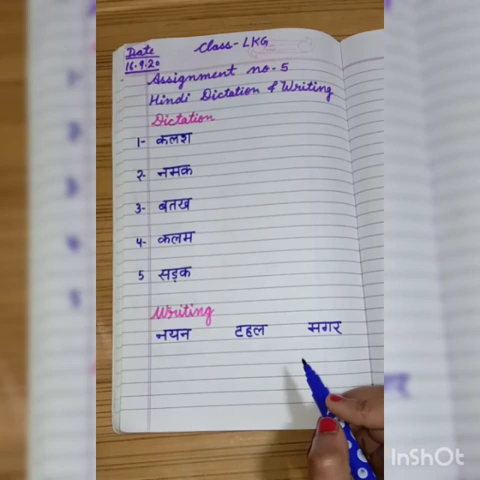 Date
16.9.20
Class-LKG
Assignment no. 5
Hindi Dictation & Writing
Dictation
1- कलश
2- नमक
3- बतख
4- कलम
5 सड़क
Writing
नयन टहल मगर
InShOt